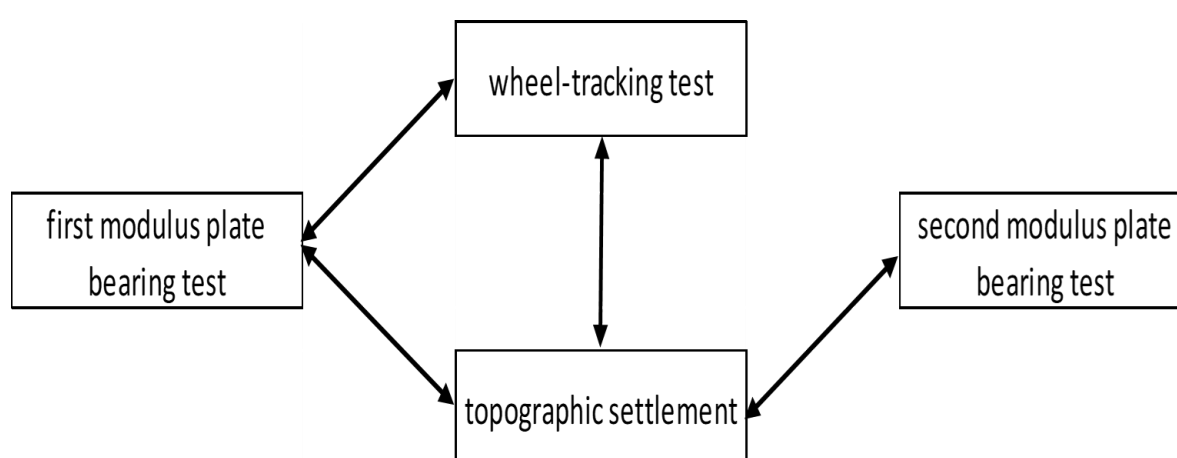 wheel-tracking test
first modulus plate
bearing test
second modulus plate
bearing test
topographic settlement